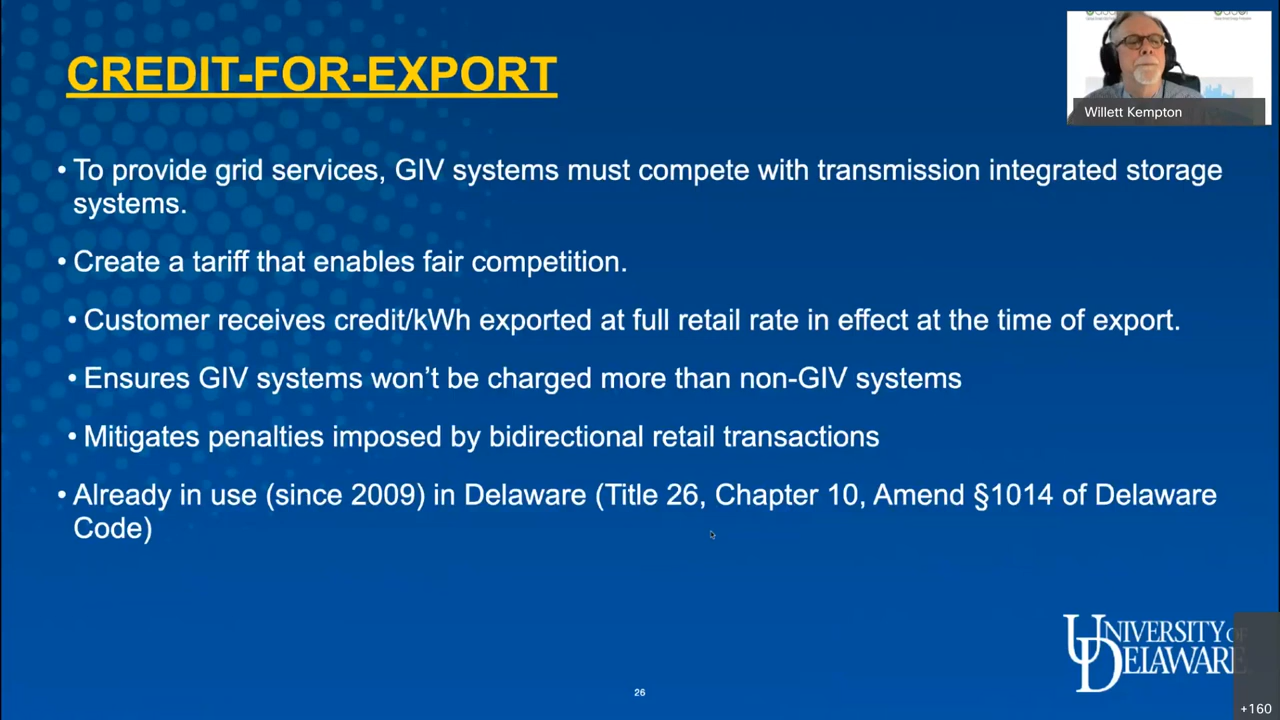 CREDIT-FOR-EXPORT
Willett Kempton
• To provide grid services, GIV systems must compete with transmission integrated storage
systems.
• Create a tariff that enables fair competition.
• Customer receives credit/kWh exported at full retail rate in effect at the time of export.
• Ensures GIV systems won’t be charged more than non-GIV systems
• Mitigates penalties imposed by bidirectional retail transactions
• Already in use (since 2009) in Delaware (Title 26, Chapter 10, Amend §1014 of Delaware
Code)
UNIVERSITY OF
DELAWARE
26
+160